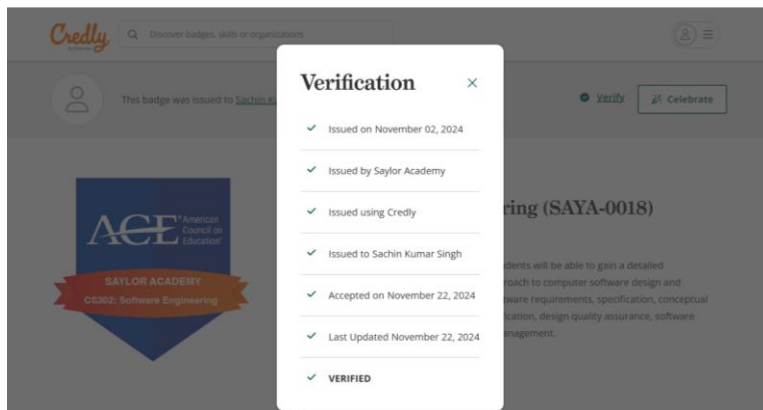 Credly
Discover badges, skills or organizations
This badge was issued to Sachin Ku
Verify
Celebrate
Verification
Issued on November 02, 2024
Issued by Saylor Academy
Issued using Credly
Issued to Sachin Kumar Singh
Accepted on November 22, 2024
Last Updated November 22, 2024
VERIFIED
ACE American
Council on
Education
SAYLOR ACADEMY
CS302: Software Engineering
ring (SAYA-0018)
dents will be able to gain a detailed
roach to computer software design and
ware requirements, specification, conceptual
ication, design quality assurance, software
anagement.